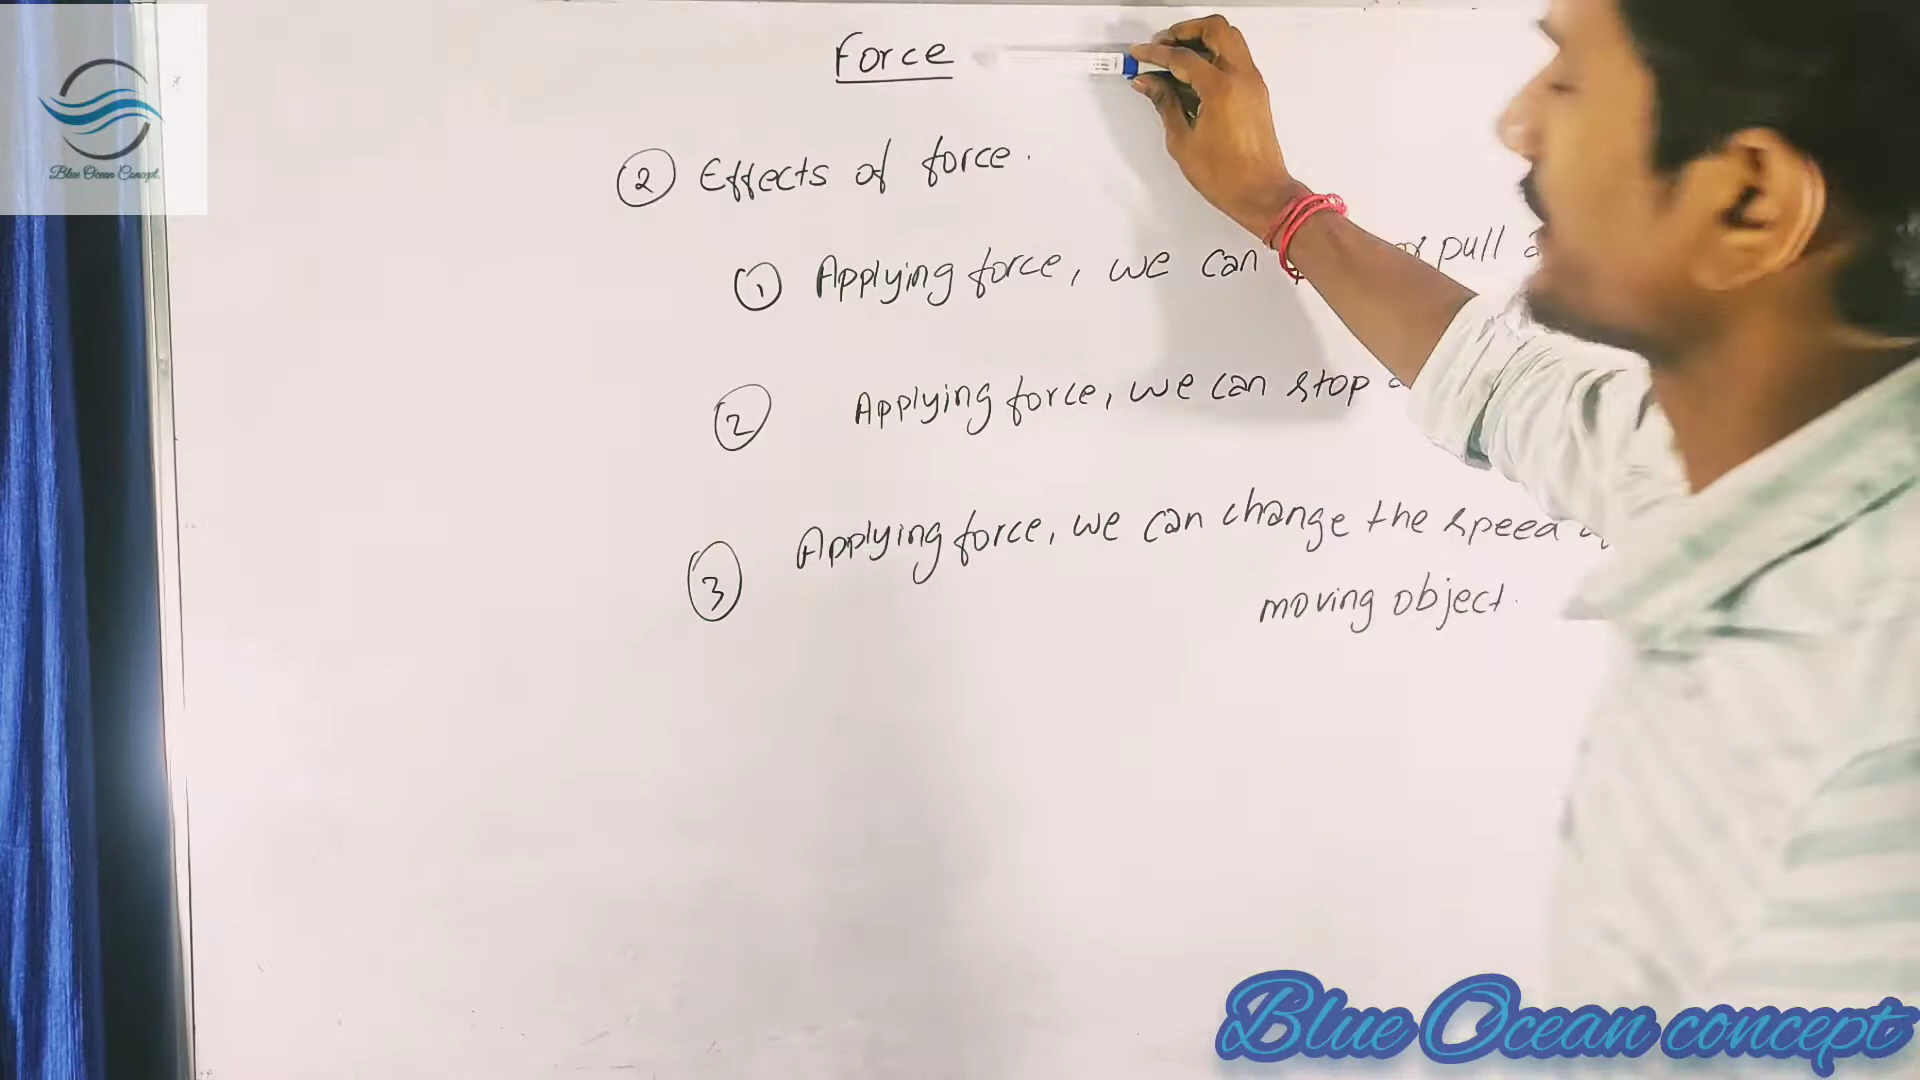 Blue Ocean Concept.
Force
② Effects of force.
① Applying force, we can or pull
② Applying force, we can stop
③ Applying force, we can change the speed
moving object.
Blue Ocean concept